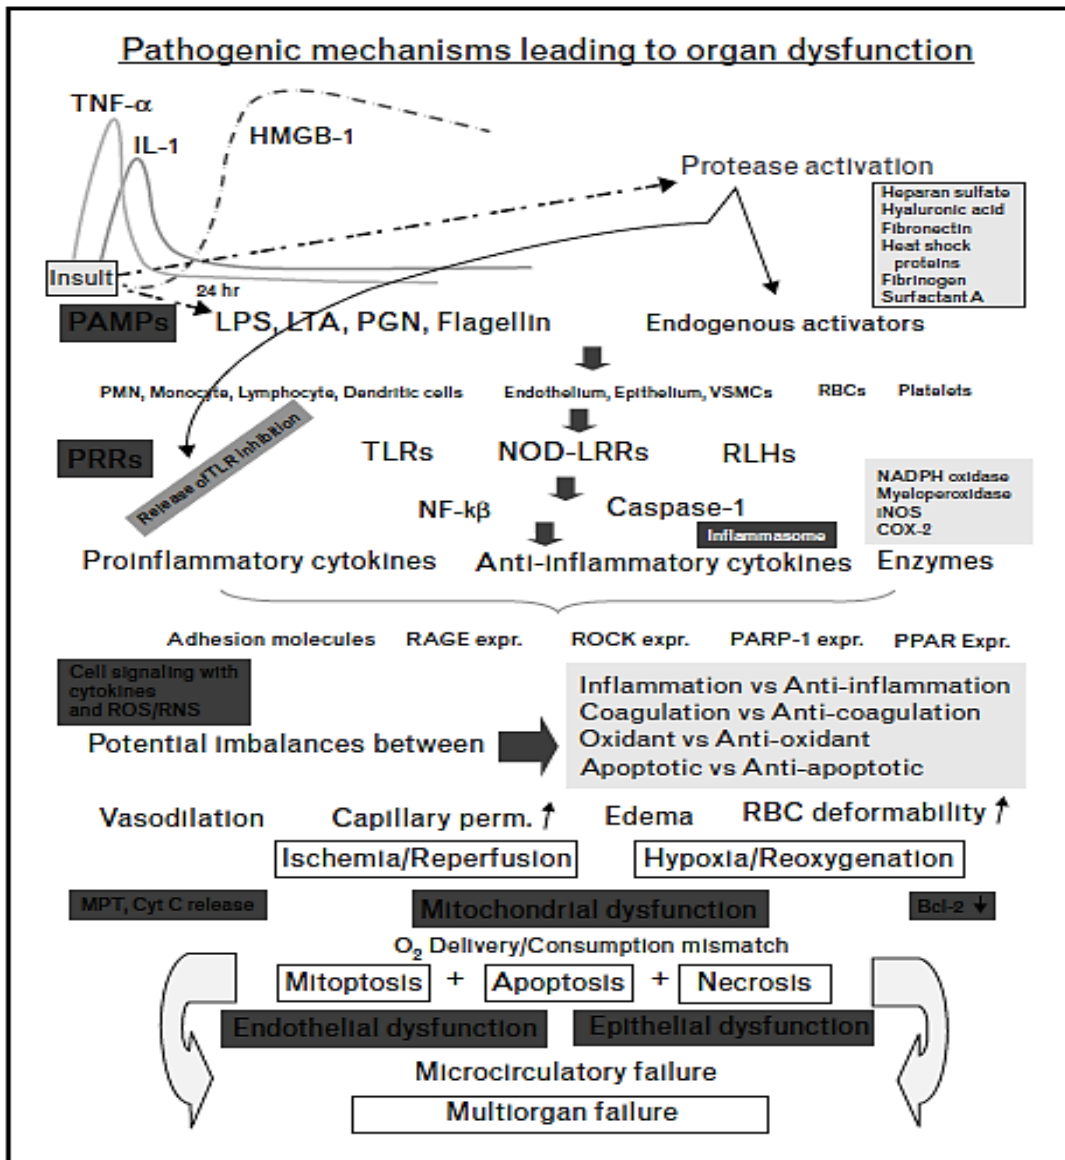 Pathogenic mechanisms leading to organ dysfunction
TNF-α
IL-1
HMGB-1
Protease activation
Heparan sulfate
Hyaluronic acid
Fibronectin
Heat shock
proteins
Fibrinogen
Surfactant A
Insult
24 hr
PAMPs
LPS, LTA, PGN, Flagellin
Endogenous activators
PMN, Monocyte, Lymphocyte, Dendritic cells
Endothelium, Epithelium, VSMCs
RBCs
Platelets
PRRs
Release of TLR inhibition
TLRs
NOD-LRRs
RLHs
NADPH oxidase
Myeloperoxidase
iNOS
COX-2
NF-kβ
Caspase-1
Inflammasome
Proinflammatory cytokines
Anti-inflammatory cytokines
Enzymes
Adhesion molecules
RAGE expr.
ROCK expr.
PARP-1 expr.
PPAR Expr.
Cell signaling with
cytokines
and ROS/RNS
Potential imbalances between
Inflammation vs Anti-inflammation
Coagulation vs Anti-coagulation
Oxidant vs Anti-oxidant
Apoptotic vs Anti-apoptotic
Vasodilation
Capillary perm. ↑
Edema
RBC deformability ↑
Ischemia/Reperfusion
Hypoxia/Reoxygenation
MPT, Cyt C release
Mitochondrial dysfunction
Bcl-2 ↓
O₂ Delivery/Consumption mismatch
Mitoptosis + Apoptosis + Necrosis
Endothelial dysfunction
Epithelial dysfunction
Microcirculatory failure
Multiorgan failure